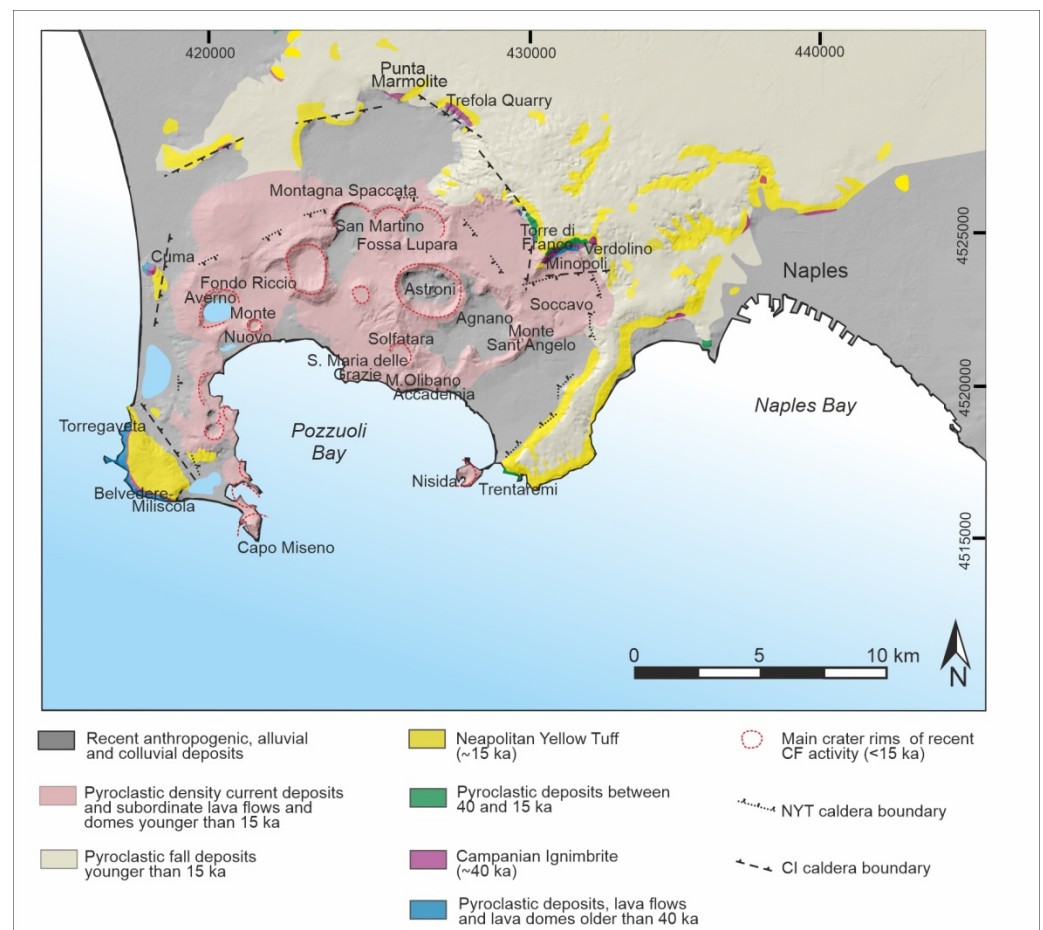 420000
430000
440000
Punta
Marmolite
Trefola Quarry
Montagna Spaccata
San Martino
Fossa Lupara
Torre di
Franco
Verdolino
Minopoli
4525000
Cuma
Fondo Riccio
Averno
Astroni
Naples
Monte
Nuovo
Agnano
Soccavo
Solfatara
Monte
Sant'Angelo
S. Maria delle
Grazie
M.Olibano
Accademia
4520000
Naples Bay
Torregaveta
Pozzuoli
Bay
Nisida
Trentaremi
Belvedere-
Miliscola
Capo Miseno
4515000
0
5
10 km
N
Recent anthropogenic, alluvial
and colluvial deposits
Pyroclastic density current deposits
and subordinate lava flows and
domes younger than 15 ka
Pyroclastic fall deposits
younger than 15 ka
Neapolitan Yellow Tuff
(~15 ka)
Pyroclastic deposits between
40 and 15 ka
Campanian Ignimbrite
(~40 ka)
Pyroclastic deposits, lava flows
and lava domes older than 40 ka
Main crater rims of recent
CF activity (<15 ka)
NYT caldera boundary
CI caldera boundary